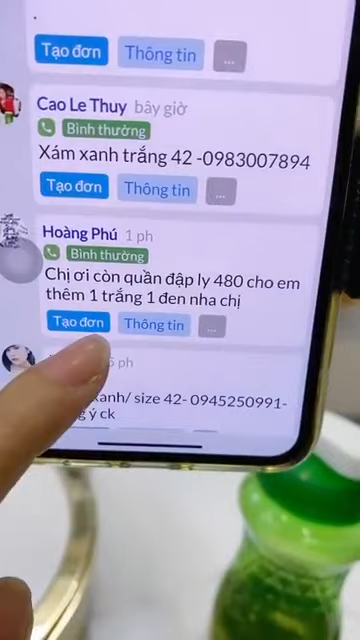 Tạo đơn Thông tin ...
Cao Le Thuy bây giờ
Bình thường
Xám xanh trắng 42 -0983007894
Tạo đơn Thông tin ...
Hoàng Phú 1 ph
Bình thường
Chị ơi còn quần đập ly 480 cho em
thêm 1 trắng 1 đen nha chị
Tạo đơn Thông tin ...
ph
xanh/ size 42- 0945250991-
ý ck